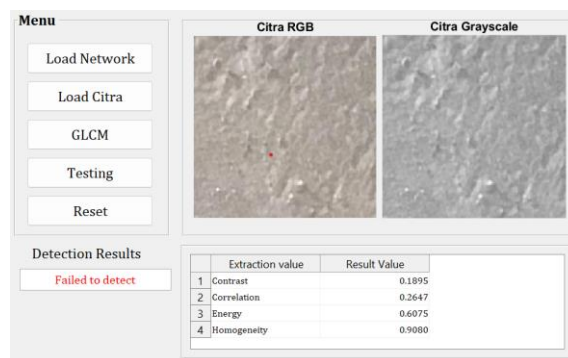 Menu
Load Network
Load Citra
GLCM
Testing
Reset
Citra RGB
Citra Grayscale
Detection Results
Failed to detect
Extraction value Result Value
1 Contrast 0.1895
2 Correlation 0.2647
3 Energy 0.6075
4 Homogeneity 0.9080